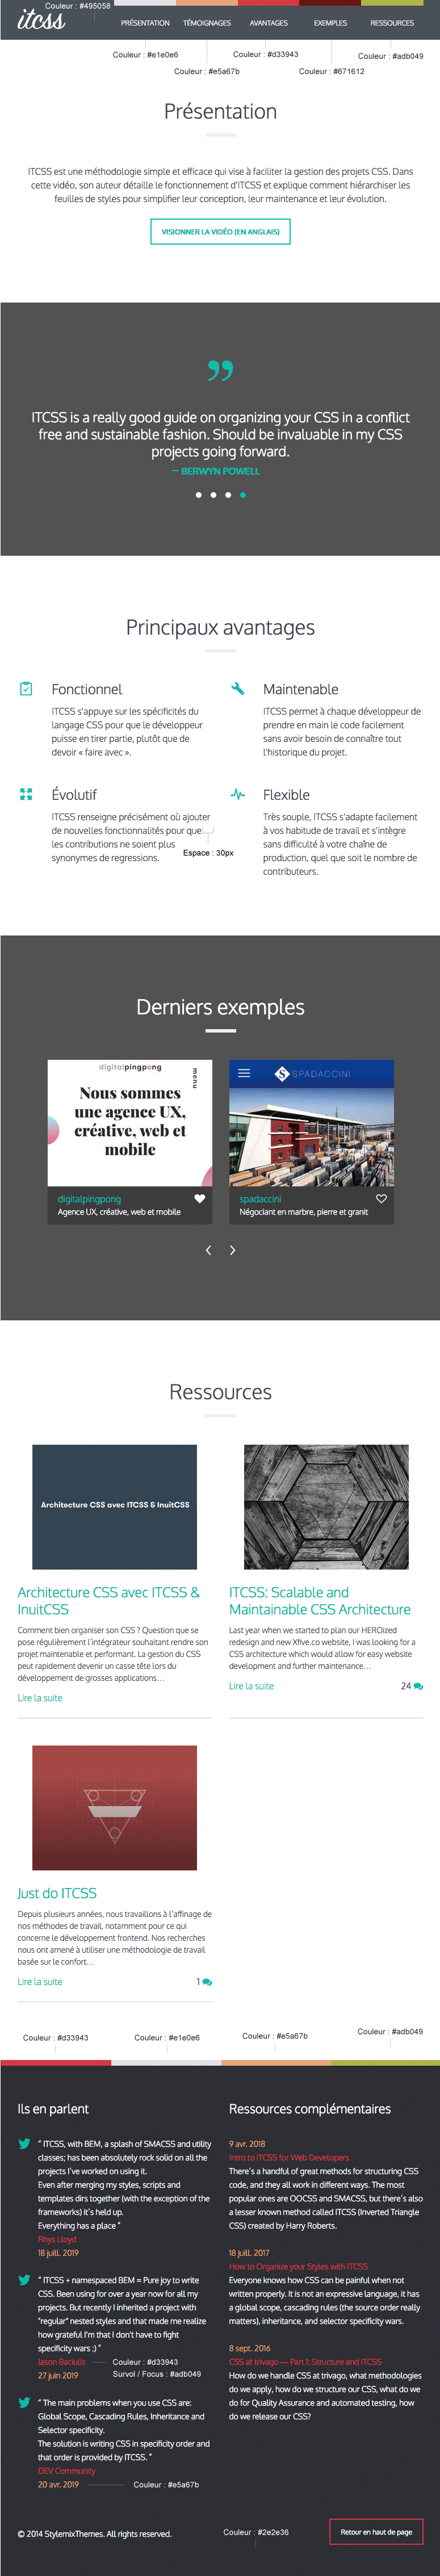 Couleur : #495058
itcss
PRÉSENTATION TÉMOIGNAGES AVANTAGES EXEMPLES RESSOURCES
Couleur : #e1e0e6
Couleur : #d33943
Couleur : #adb049
Couleur : #e5a67b
Couleur : #671612
Présentation
ITCSS est une méthodologie simple et efficace qui vise à faciliter la gestion des projets CSS. Dans
cette vidéo, son auteur détaille le fonctionnement d'ITCSS et explique comment hiérarchiser les
feuilles de styles pour simplifier leur conception, leur maintenance et leur évolution.
VISIONNER LA VIDÉO (EN ANGLAIS)
”
ITCSS is a really good guide on organizing your CSS in a conflict
free and sustainable fashion. Should be invaluable in my CSS
projects going forward.
— BERWYN POWELL
Principaux avantages
Fonctionnel
ITCSS s'appuye sur les spécificités du
langage CSS pour que le développeur
puisse en tirer partie, plutôt que de
devoir « faire avec ».
Maintenable
ITCSS permet à chaque développeur de
prendre en main le code facilement
sans avoir besoin de connaître tout
l'historique du projet.
Évolutif
ITCSS renseigne précisément où ajouter
de nouvelles fonctionnalités pour que
les contributions ne soient plus
synonymes de regressions.
Espace : 30px
Flexible
Très souple, ITCSS s'adapte facilement
à vos habitude de travail et s'intègre
sans difficulté à votre chaîne de
production, quel que soit le nombre de
contributeurs.
Derniers exemples
digitalpingpong
menu
Nous sommes
une agence UX,
créative, web et
mobile
digitalpingpong
Agence UX, créative, web et mobile
SPADACCINI
spadaccini
Négociant en marbre, pierre et granit
Ressources
Architecture CSS avec ITCSS & InuitCSS
Architecture CSS avec ITCSS &
InuitCSS
Comment bien organiser son CSS ? Question que se
pose régulièrement l'intégrateur souhaitant rendre son
projet maintenable et performant. La gestion du CSS
peut rapidement devenir un casse tête lors du
développement de grosses applications…
Lire la suite
ITCSS: Scalable and
Maintainable CSS Architecture
Last year when we started to plan our HEROized
redesign and new Xfive.co website, I was looking for a
CSS architecture which would allow for easy website
development and further maintenance…
Lire la suite 24
Just do ITCSS
Depuis plusieurs années, nous travaillons à l'affinage de
nos méthodes de travail, notamment pour ce qui
concerne le développement frontend. Nos recherches
nous ont amené à utiliser une méthodologie de travail
basée sur le confort…
Lire la suite 1
Couleur : #d33943
Couleur : #e1e0e6
Couleur : #e5a67b
Couleur : #adb049
Ils en parlent
“ ITCSS, with BEM, a splash of SMACSS and utility
classes; has been absolutely rock solid on all the
projects I've worked on using it.
Even after merging my styles, scripts and
templates dirs together (with the exception of the
frameworks) it's held up.
Everything has a place “
Rhys Lloyd
18 juill. 2019
“ ITCSS + namespaced BEM = Pure joy to write
CSS. Been using for over a year now for all my
projects. But recently I inherited a project with
"regular" nested styles and that made me realize
how grateful I'm that I don't have to fight
specificity wars ;) “
Jason Baciulis
Couleur : #d33943
Survol / Focus : #adb049
27 juin 2019
“ The main problems when you use CSS are:
Global Scope, Cascading Rules, Inheritance and
Selector specificity.
The solution is writing CSS in specificity order and
that order is provided by ITCSS. “
DEV Community
20 avr. 2019
Couleur : #e5a67b
Ressources complémentaires
9 avr. 2018
Intro to ITCSS for Web Developers
There's a handful of great methods for structuring CSS
code, and they all work in different ways. The most
popular ones are OOCSS and SMACSS, but there's also
a lesser known method called ITCSS (Inverted Triangle
CSS) created by Harry Roberts.
18 juill. 2017
How to Organize your Styles with ITCSS
Everyone knows how CSS can be painful when not
written properly. It is not an expressive language, it has
a global scope, cascading rules (the source order really
matters), inheritance, and selector specificity wars.
8 sept. 2016
CSS at trivago — Part 1: Structure and ITCSS
How do we handle CSS at trivago, what methodologies
do we apply, how do we structure our CSS, what do we
do for Quality Assurance and automated testing, how
do we release our CSS?
© 2014 StylemixThemes. All rights reserved.
Couleur : #2e2e36
Retour en haut de page